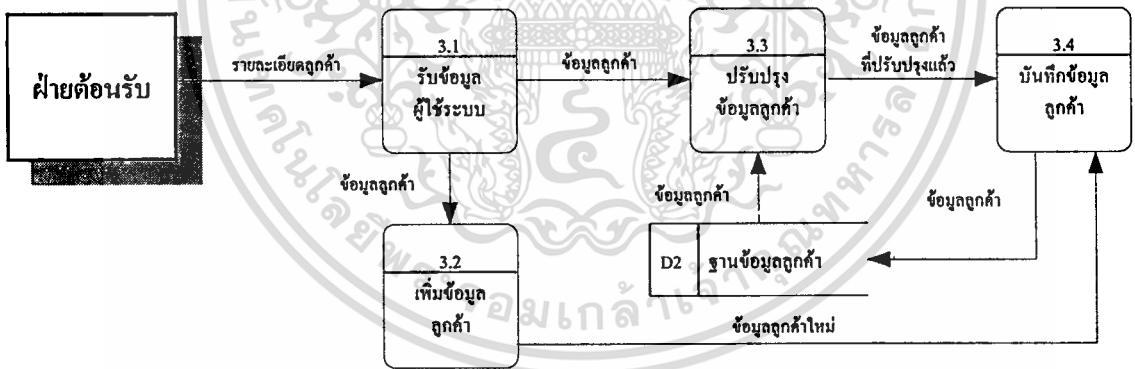 ฝ่ายต้อนรับ
รายละเอียดลูกค้า
3.1
รับข้อมูล
ผู้ใช้ระบบ
ข้อมูลลูกค้า
3.3
ปรับปรุง
ข้อมูลลูกค้า
ข้อมูลลูกค้า
ที่ปรับปรุงแล้ว
3.4
บันทึกข้อมูล
ลูกค้า
ข้อมูลลูกค้า
ข้อมูลลูกค้า
ข้อมูลลูกค้า
3.2
เพิ่มข้อมูล
ลูกค้า
D2 ฐานข้อมูลลูกค้า
ข้อมูลลูกค้าใหม่